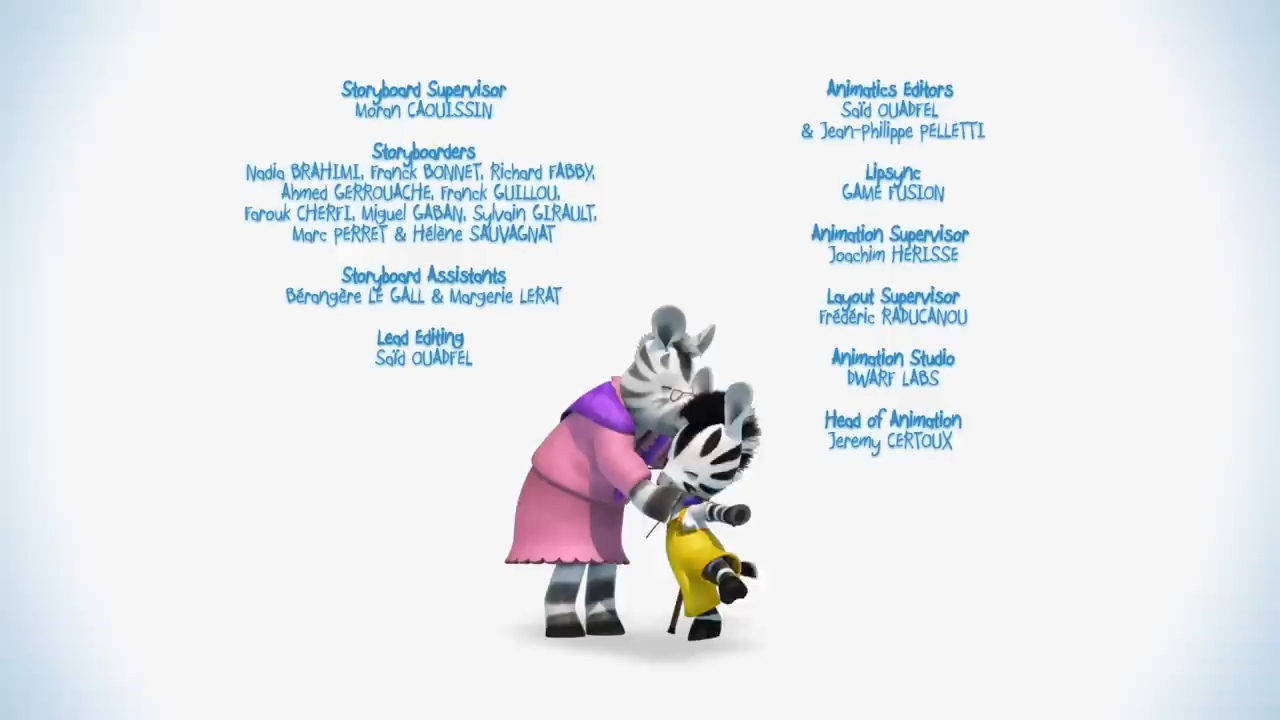 Storyboard Supervisor
Moran CAOUISSIN
Storyboarders
Nadia BRAHIMI, Franck BONNET, Richard FABBY,
Ahmed GERROUACHE, Franck GUILLOU,
Farouk CHERFI, Miguel GABAN, Sylvain GIRAULT,
Marc PERRET & Hélène SAUVAGNAT
Storyboard Assistants
Bérangère LE GALL & Margerie LERAT
Lead Editing
Saïd OUADFEL
Animatics Editors
Saïd OUADFEL
& Jean-Philippe PELLETTI
Lipsync
GAME FUSION
Animation Supervisor
Joachim HERISSE
Layout Supervisor
Frédéric RADUCANOU
Animation Studio
DWARF LABS
Head of Animation
Jeremy CERTOUX